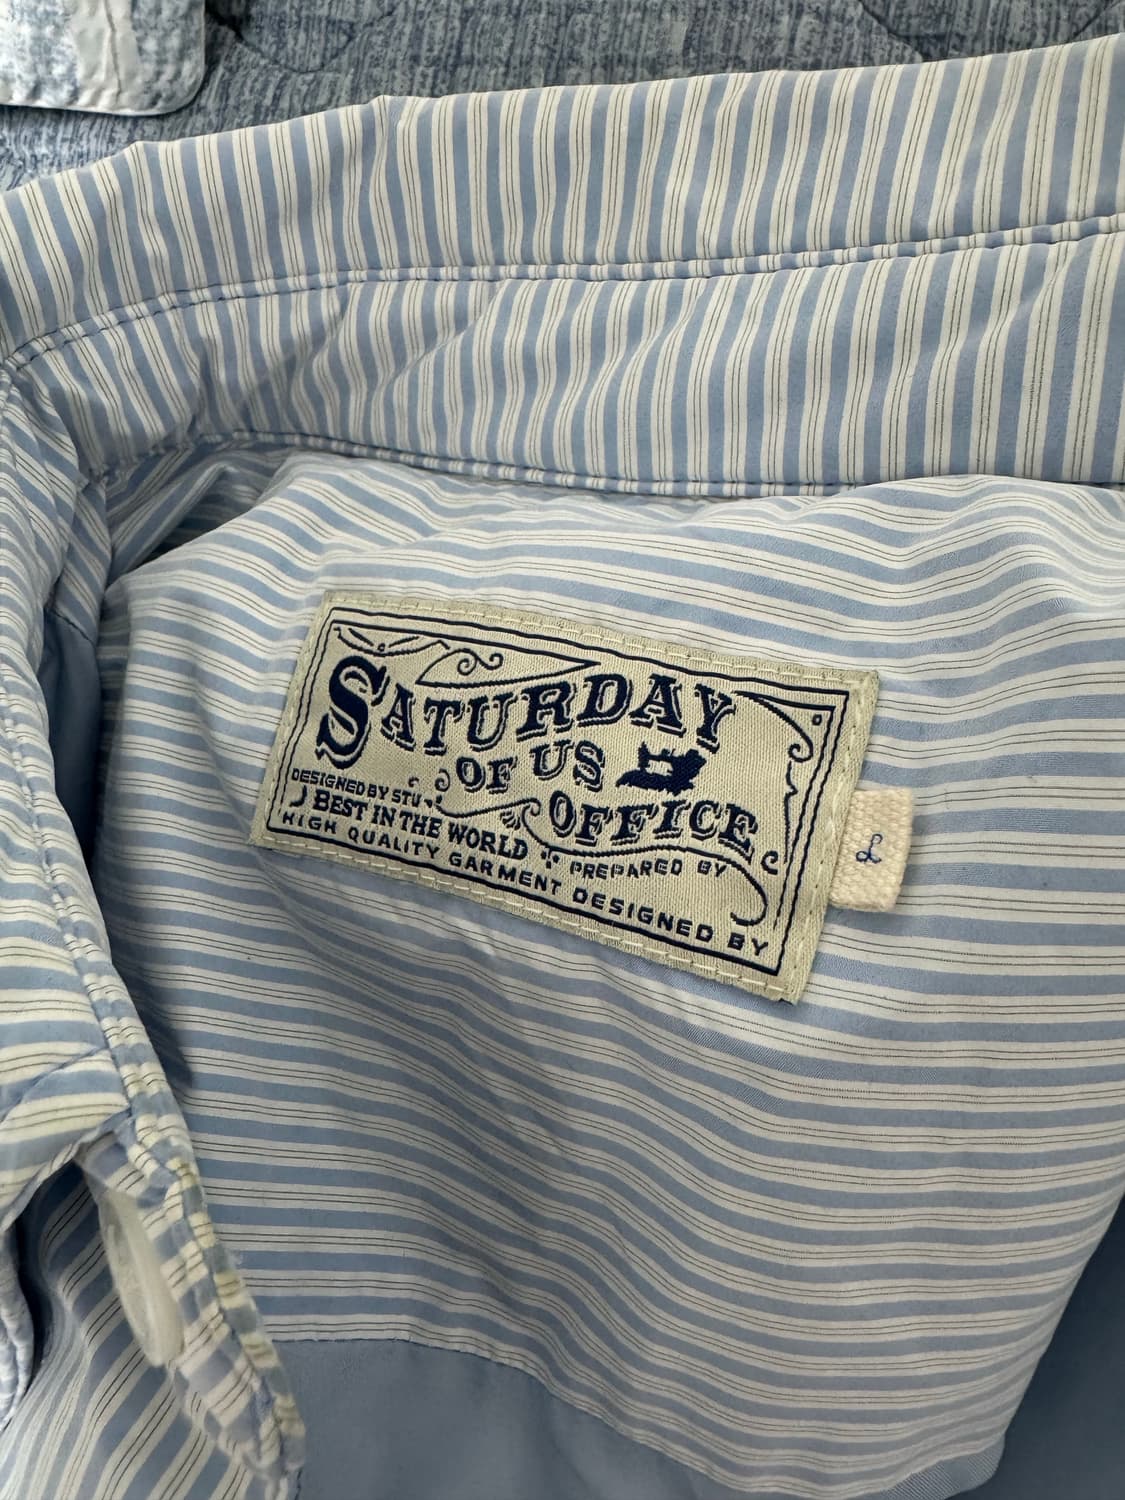 SATURDAY
OF US
OFFICE
DESIGNED BY STU
BEST IN THE WORLD
PREPARED BY
HIGH QUALITY GARMENT DESIGNED BY
L